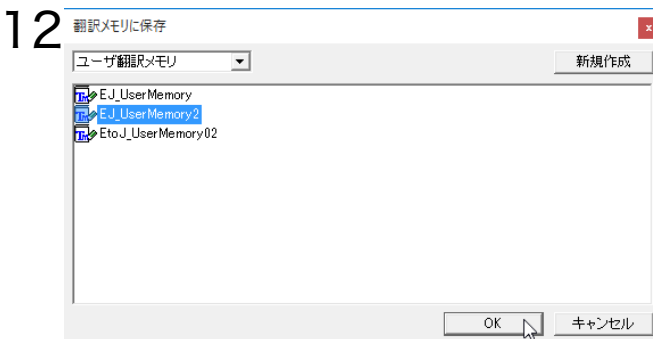 12
翻訳メモリに保存
x
ユーザ翻訳メモリ
新規作成
EJ_UserMemory
EJ_UserMemory2
EtoJ_UserMemory02
OK
キャンセル